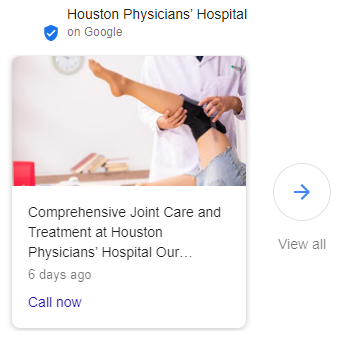 Houston Physicians’ Hospital
on Google
Comprehensive Joint Care and
Treatment at Houston
Physicians’ Hospital Our…
6 days ago
Call now
View all